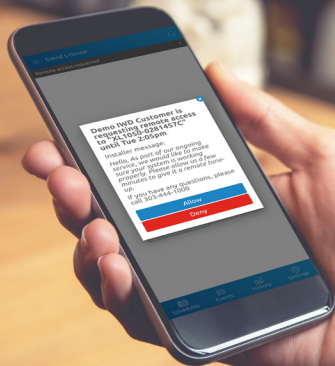 David's House
Remote access requested
Demo IWD Customer is
requesting remote access
to "XL1050-0281457C"
until Tue 2:05pm
Installer message:
Hello, As part of our ongoing
service, we would like to make
sure your system is working
properly. Please allow us a few
minutes to give it a remote tune-
up.
If you have any questions, please
call 303-444-1000
Allow
Deny
Schedules
Events
History
Settings